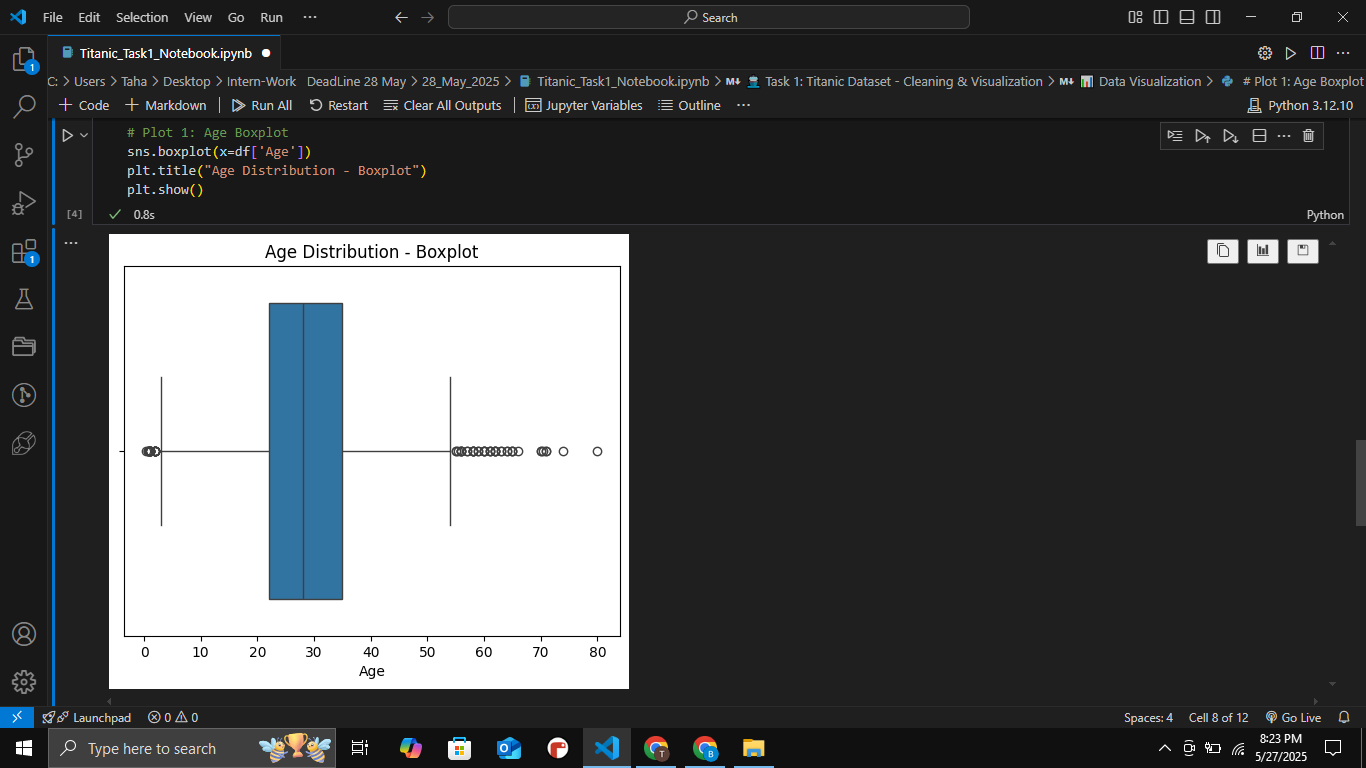 File Edit Selection View Go Run ··· Search
Titanic_Task1_Notebook.ipynb
C: > Users > Taha > Desktop > Intern-Work DeadLine 28 May > 28_May_2025 > Titanic_Task1_Notebook.ipynb > M↓ Task 1: Titanic Dataset - Cleaning & Visualization > M↓ Data Visualization > # Plot 1: Age Boxplot
+ Code + Markdown Run All Restart Clear All Outputs Jupyter Variables Outline ··· Python 3.12.10
# Plot 1: Age Boxplot
sns.boxplot(x=df['Age'])
plt.title("Age Distribution - Boxplot")
plt.show()
[4] 0.8s Python
Age Distribution - Boxplot
0 10 20 30 40 50 60 70 80
Age
1
1
Launchpad 0 0 Spaces: 4 Cell 8 of 12 Go Live
Type here to search
T
B
8:23 PM
5/27/2025